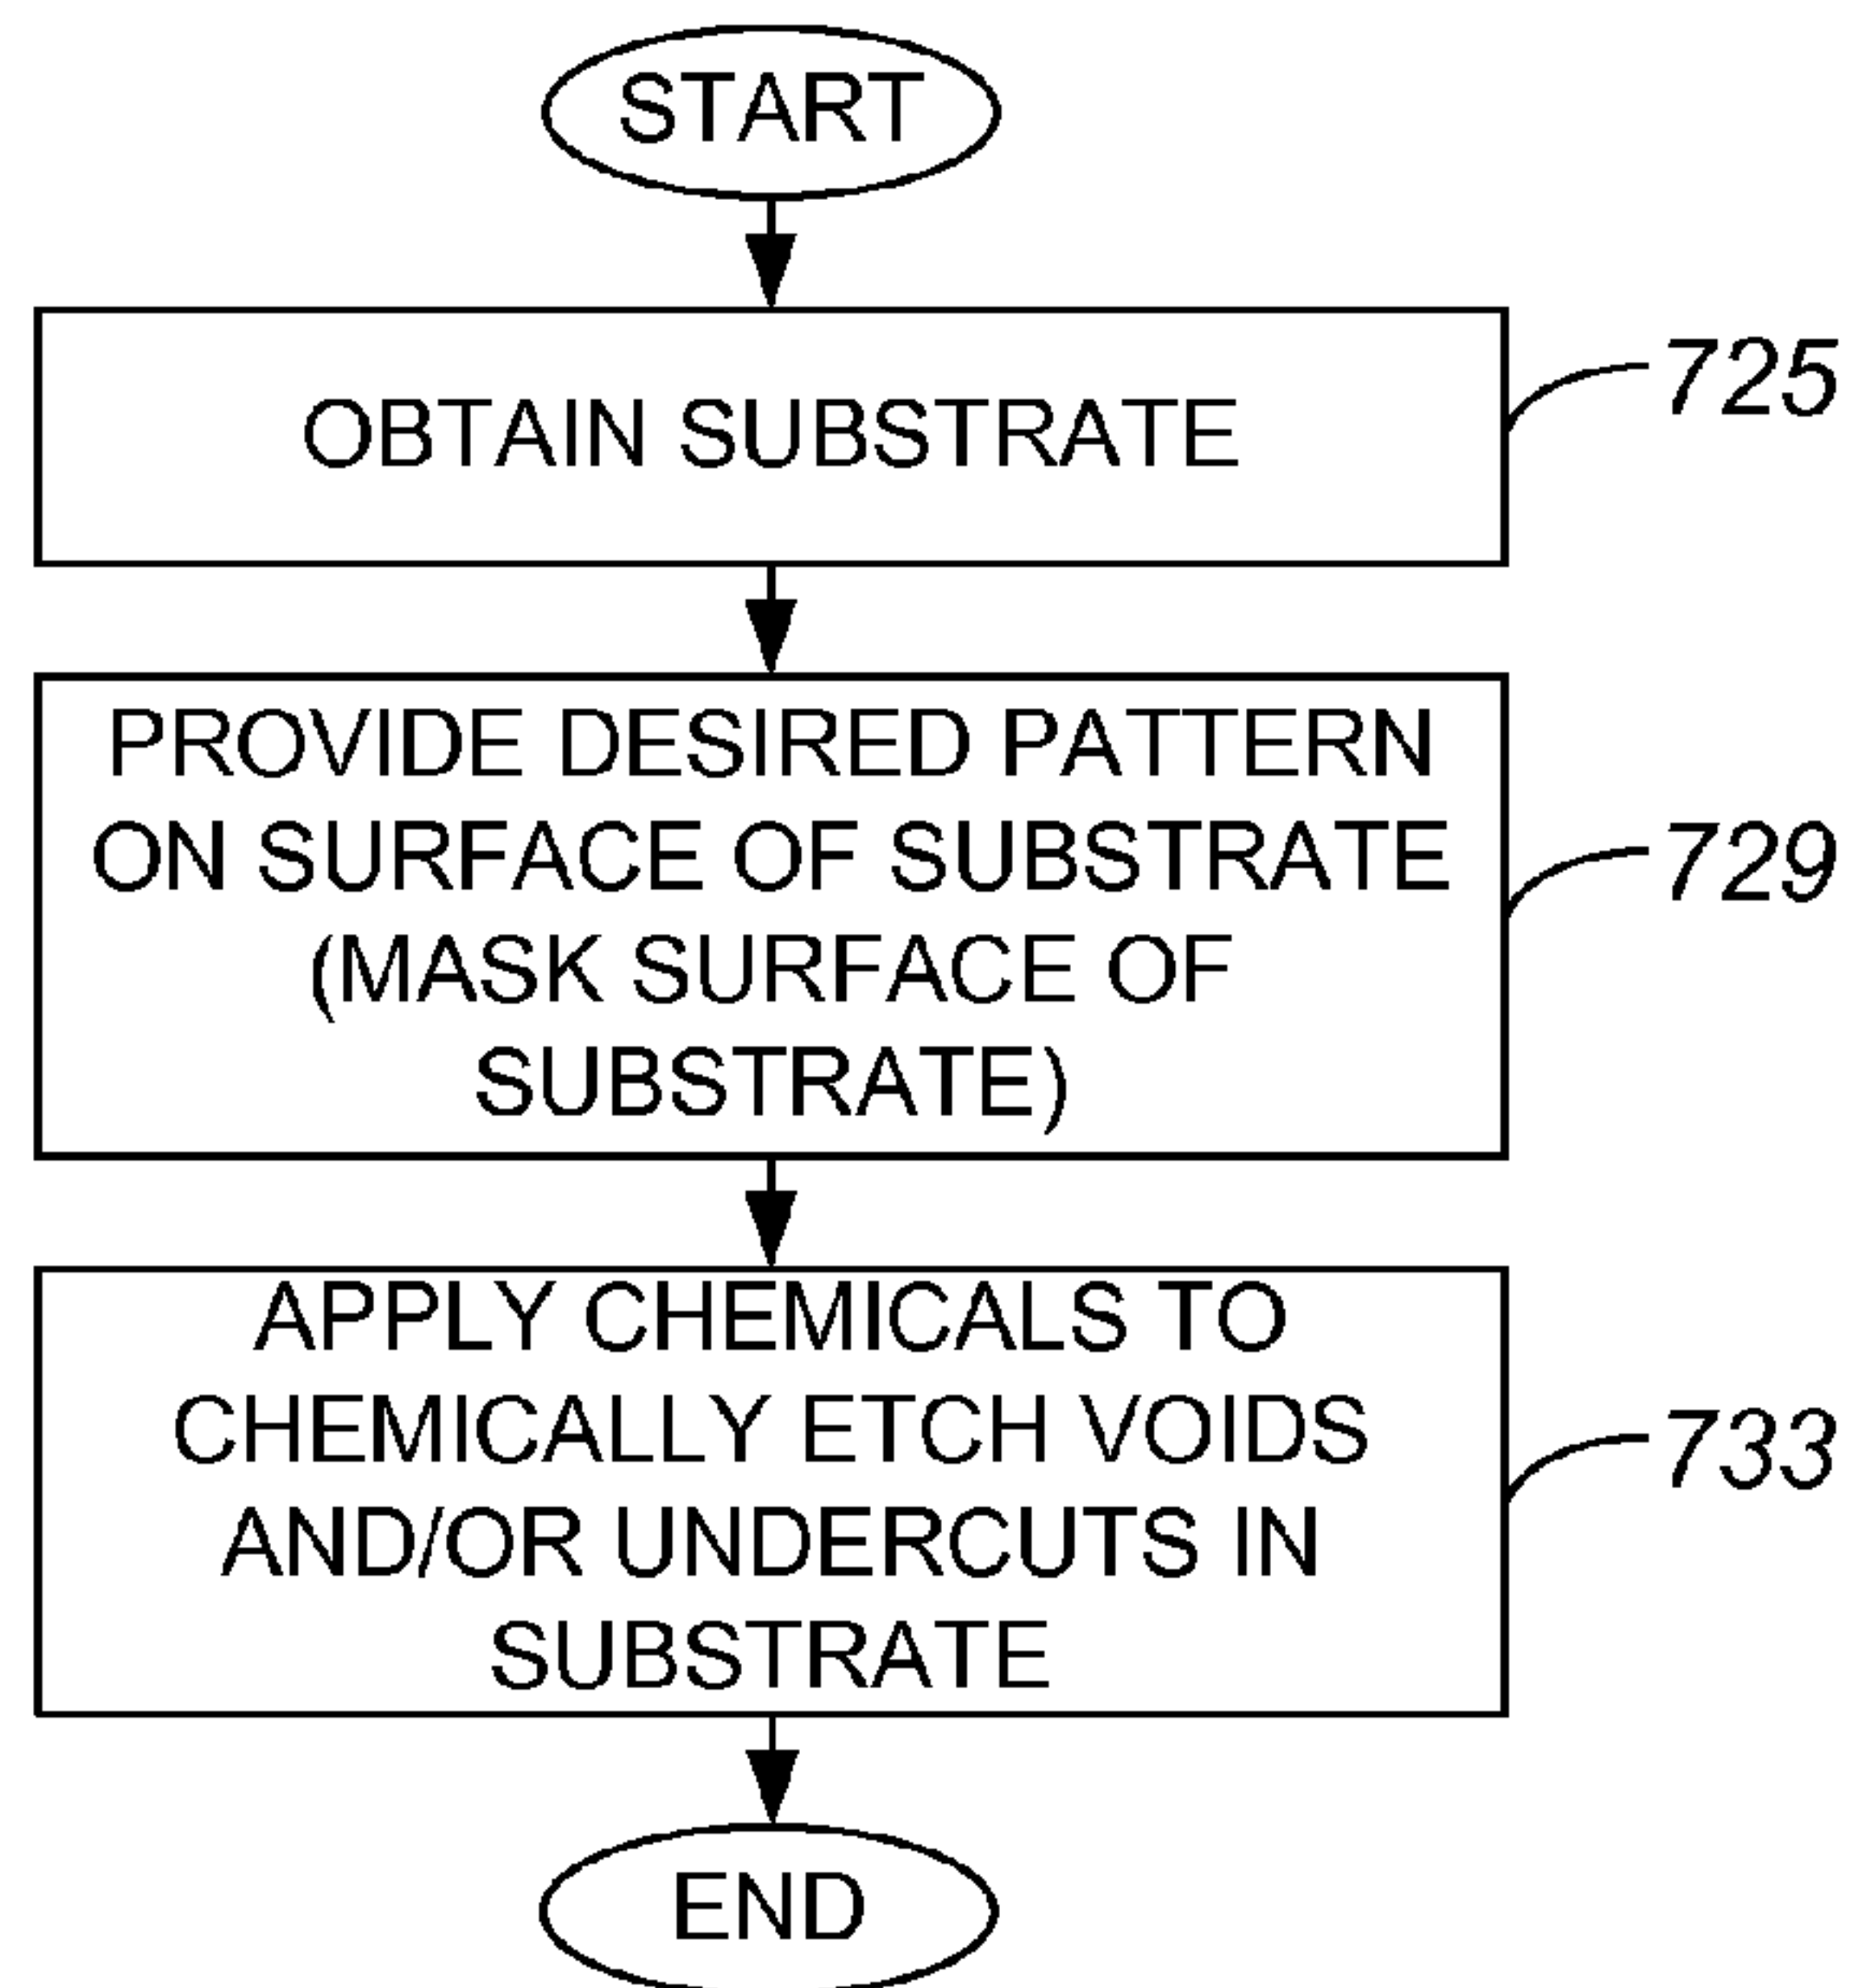 START
OBTAIN SUBSTRATE
725
PROVIDE DESIRED PATTERN
ON SURFACE OF SUBSTRATE
(MASK SURFACE OF
SUBSTRATE)
729
APPLY CHEMICALS TO
CHEMICALLY ETCH VOIDS
AND/OR UNDERCUTS IN
SUBSTRATE
733
END